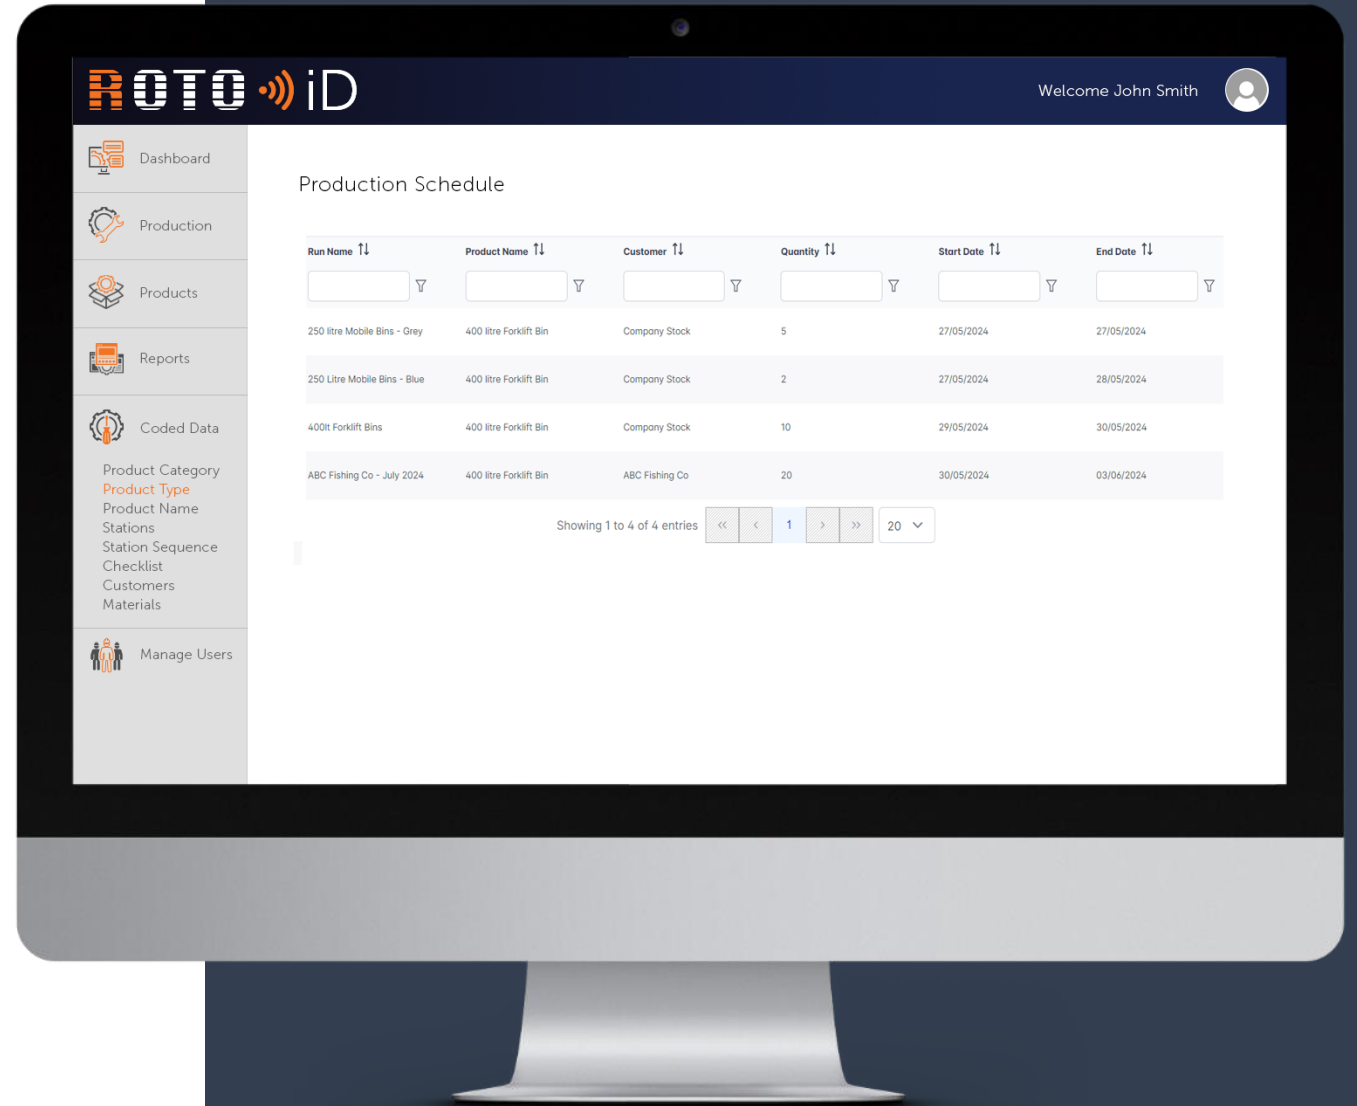 ROTO iD
Welcome John Smith
Dashboard
Production
Products
Reports
Coded Data
Product Category
Product Type
Product Name
Stations
Station Sequence
Checklist
Customers
Materials
Manage Users
Production Schedule
Run Name Product Name Customer Quantity Start Date End Date
250 litre Mobile Bins - Grey 400 litre Forklift Bin Company Stock 5 27/05/2024 27/05/2024
250 Litre Mobile Bins - Blue 400 litre Forklift Bin Company Stock 2 27/05/2024 28/05/2024
400lt Forklift Bins 400 litre Forklift Bin Company Stock 10 29/05/2024 30/05/2024
ABC Fishing Co - July 2024 400 litre Forklift Bin ABC Fishing Co 20 30/05/2024 03/06/2024
Showing 1 to 4 of 4 entries << < 1 > >> 20